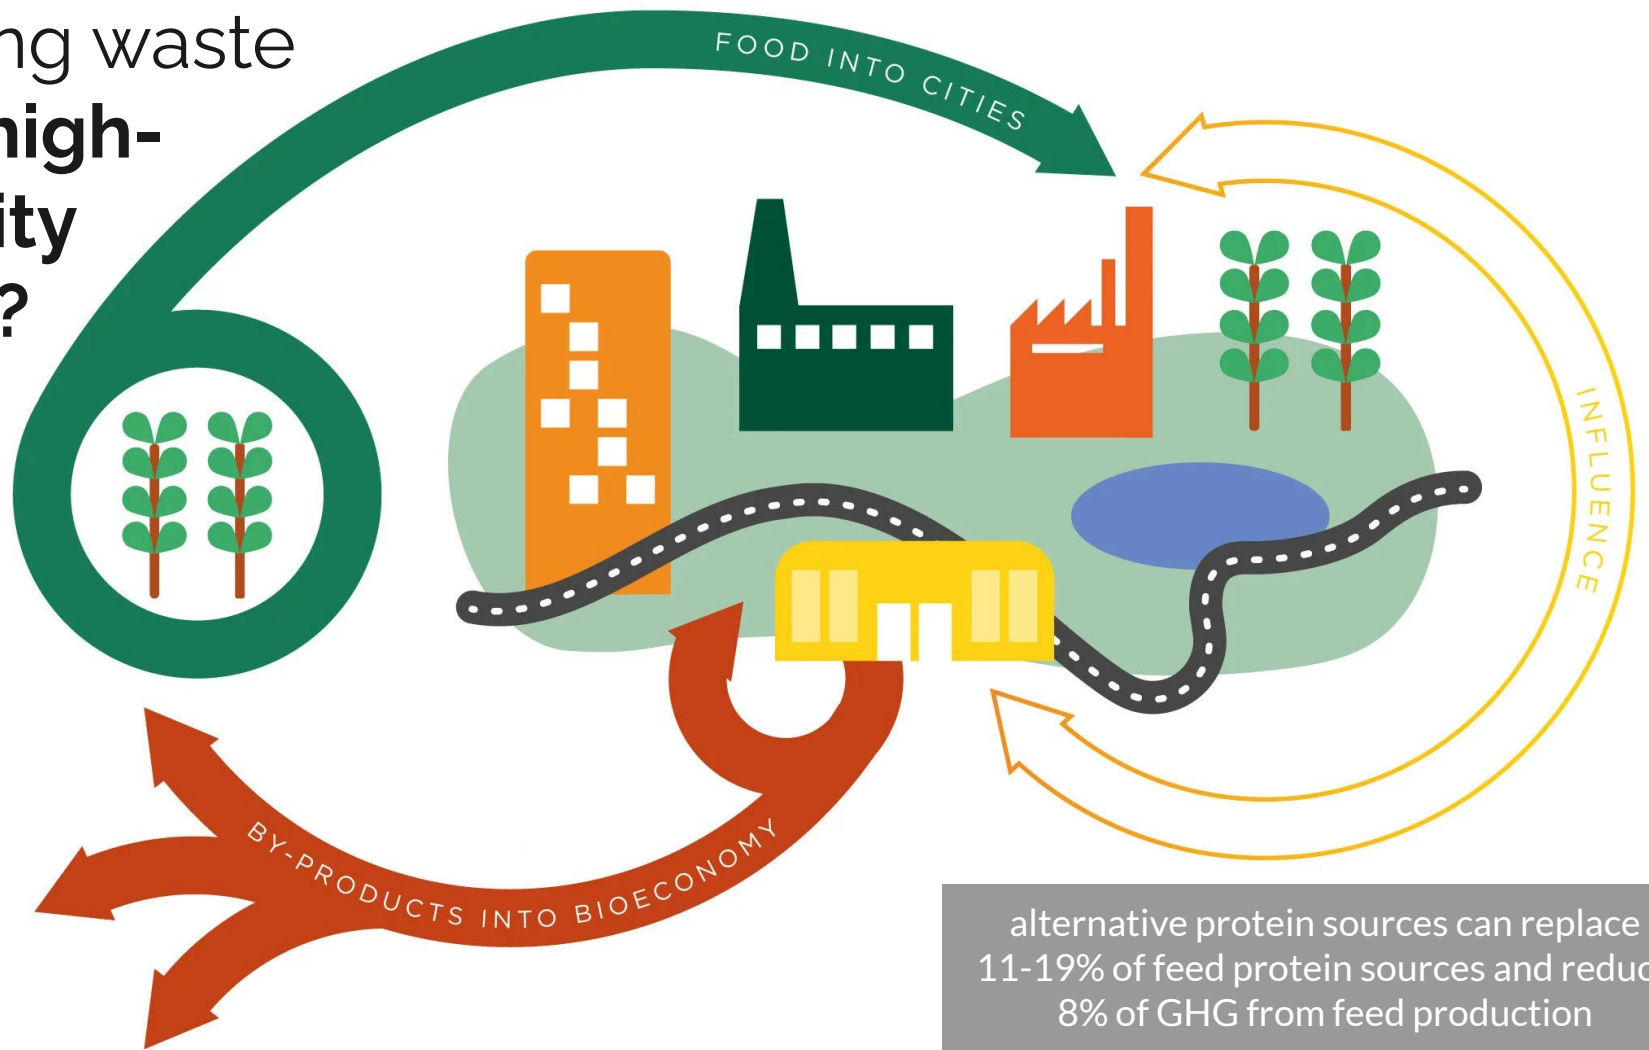 ng waste
high-
ity
?
FOOD INTO CITIES
INFLUENCE
BY-PRODUCTS INTO BIOECONOMY
alternative protein sources can replace
11-19% of feed protein sources and reduc
8% of GHG from feed production